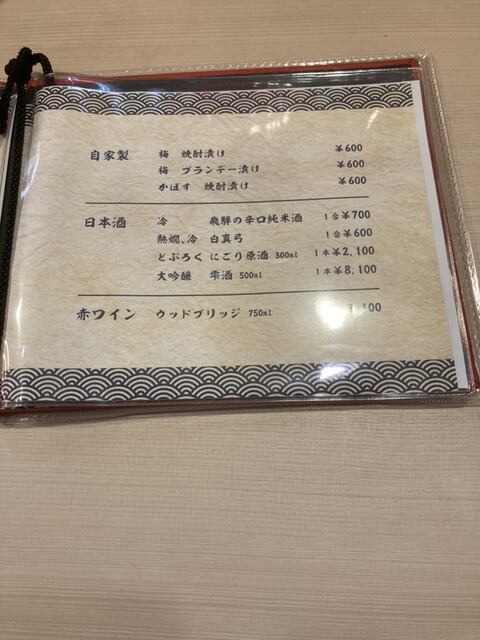 自家製 梅 焼酎漬け ¥600
梅 ブランデー漬け ¥600
かぼす 焼酎漬け ¥600
日本酒 冷 飛騨の辛口純米酒 1合¥700
熱燗、冷 白真弓 1合¥600
どぶろく にごり原酒 300ml 1本¥2,100
大吟醸 雫酒 500ml 1本¥8,100
赤ワイン ウッドブリッジ 750ml